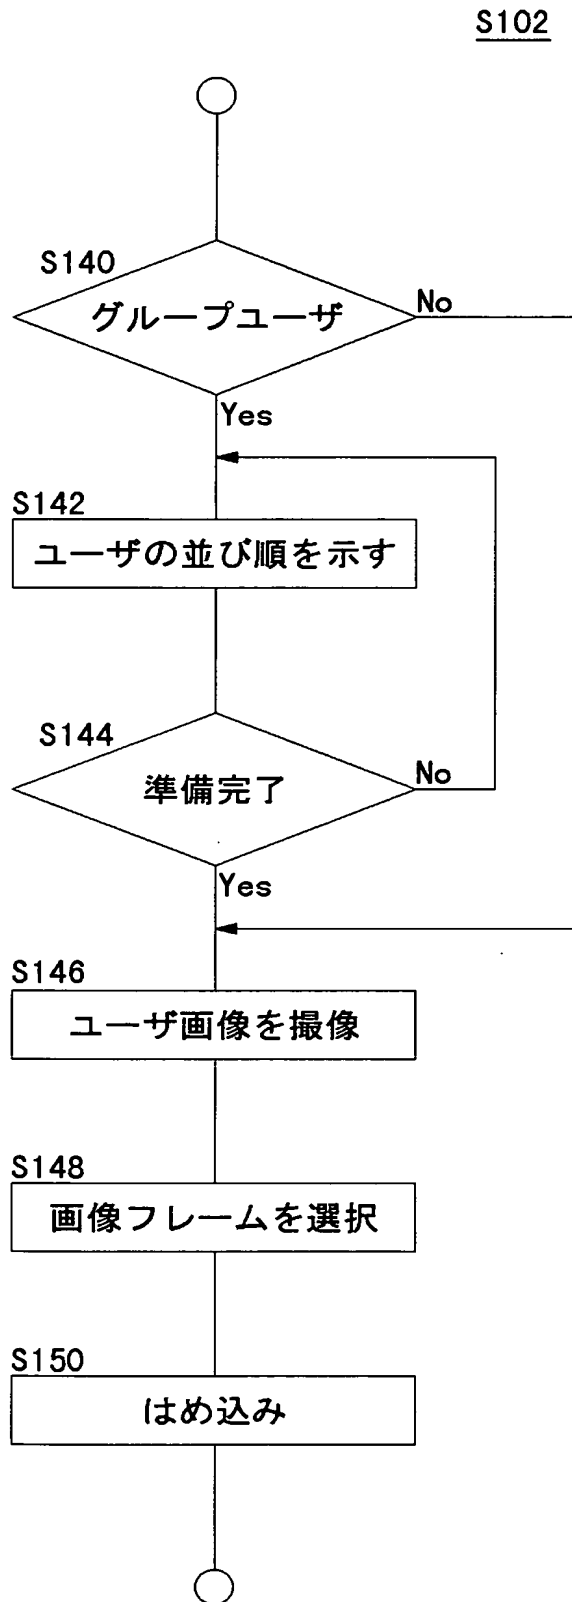 S102
S140
グループユーザ
No
Yes
S142
ユーザの並び順を示す
S144
準備完了
No
Yes
S146
ユーザ画像を撮像
S148
画像フレームを選択
S150
はめ込み